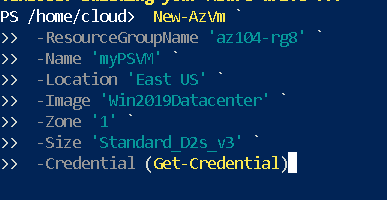 PS /home/cloud> New-AzVm `
>> -ResourceGroupName 'az104-rg8' `
>> -Name 'myPSVM' `
>> -Location 'East US' `
>> -Image 'Win2019Datacenter' `
>> -Zone '1' `
>> -Size 'Standard_D2s_v3' `
>> -Credential (Get-Credential)